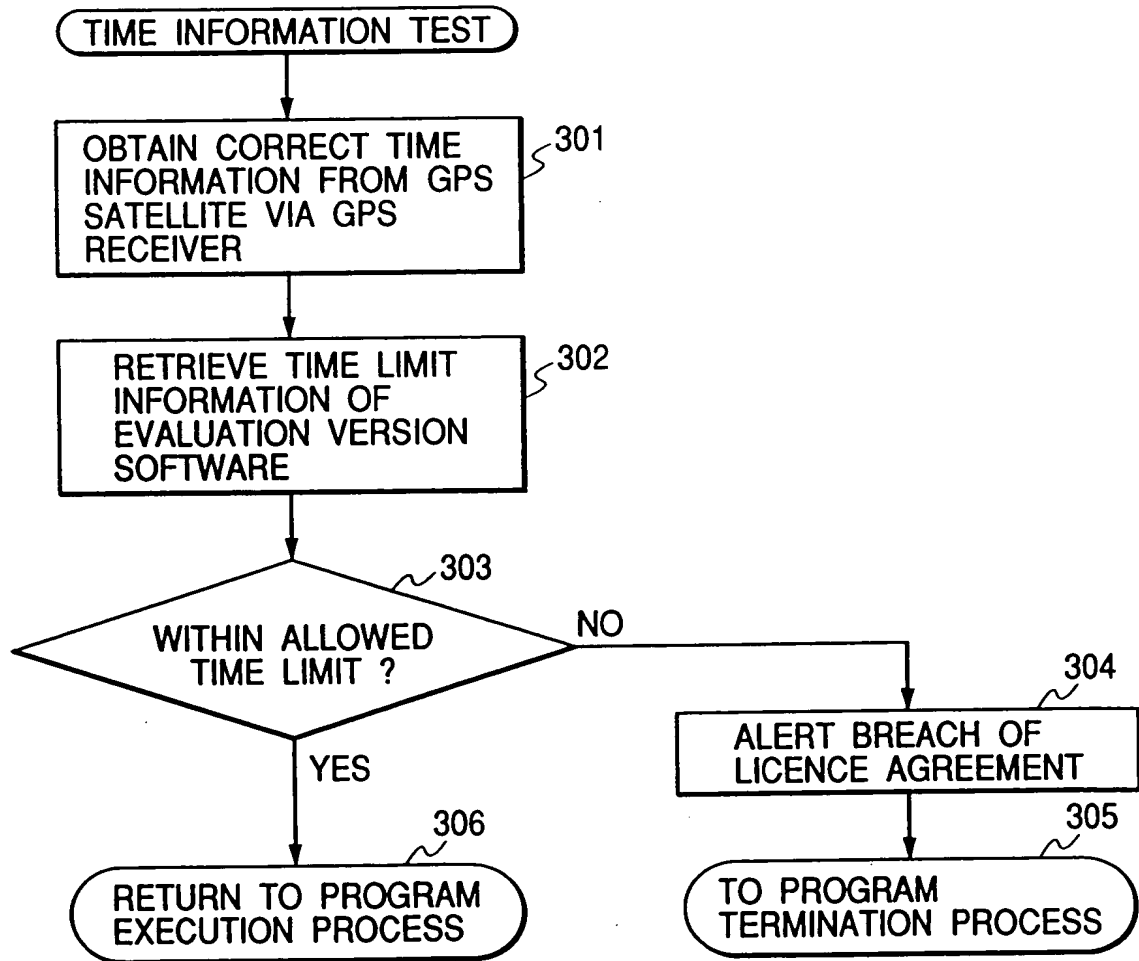 TIME INFORMATION TEST
301
OBTAIN CORRECT TIME
INFORMATION FROM GPS
SATELLITE VIA GPS
RECEIVER
302
RETRIEVE TIME LIMIT
INFORMATION OF
EVALUATION VERSION
SOFTWARE
303
WITHIN ALLOWED
TIME LIMIT ?
NO
YES
304
ALERT BREACH OF
LICENCE AGREEMENT
305
TO PROGRAM
TERMINATION PROCESS
306
RETURN TO PROGRAM
EXECUTION PROCESS